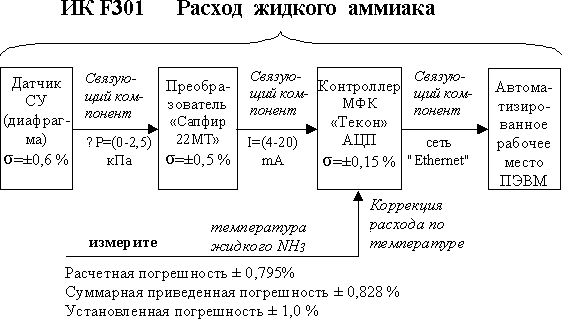 ИК F301 Расход жидкого аммиака
Датчик
СУ
(диафраг-
ма)
σ=±0,6 %
Связую-
щий ком-
понент
? P=(0-2,5)
кПа
Преобра-
зователь
«Сапфир
22МТ»
σ=±0,5 %
Связую-
щий ком-
понент
I=(4-20)
mA
Контроллер
МФК
«Текон»
АЦП
σ=±0,15 %
Связую-
щий ком-
понент
сеть
"Ethernet"
Автома-
тизиро-
ванное
рабочее
место
ПЭВМ
измерите
температура
жидкого NH3
Коррекция
расхода по
температуре
Расчетная погрешность ± 0,795%
Суммарная приведенная погрешность ± 0,828 %
Установленная погрешность ± 1,0 %